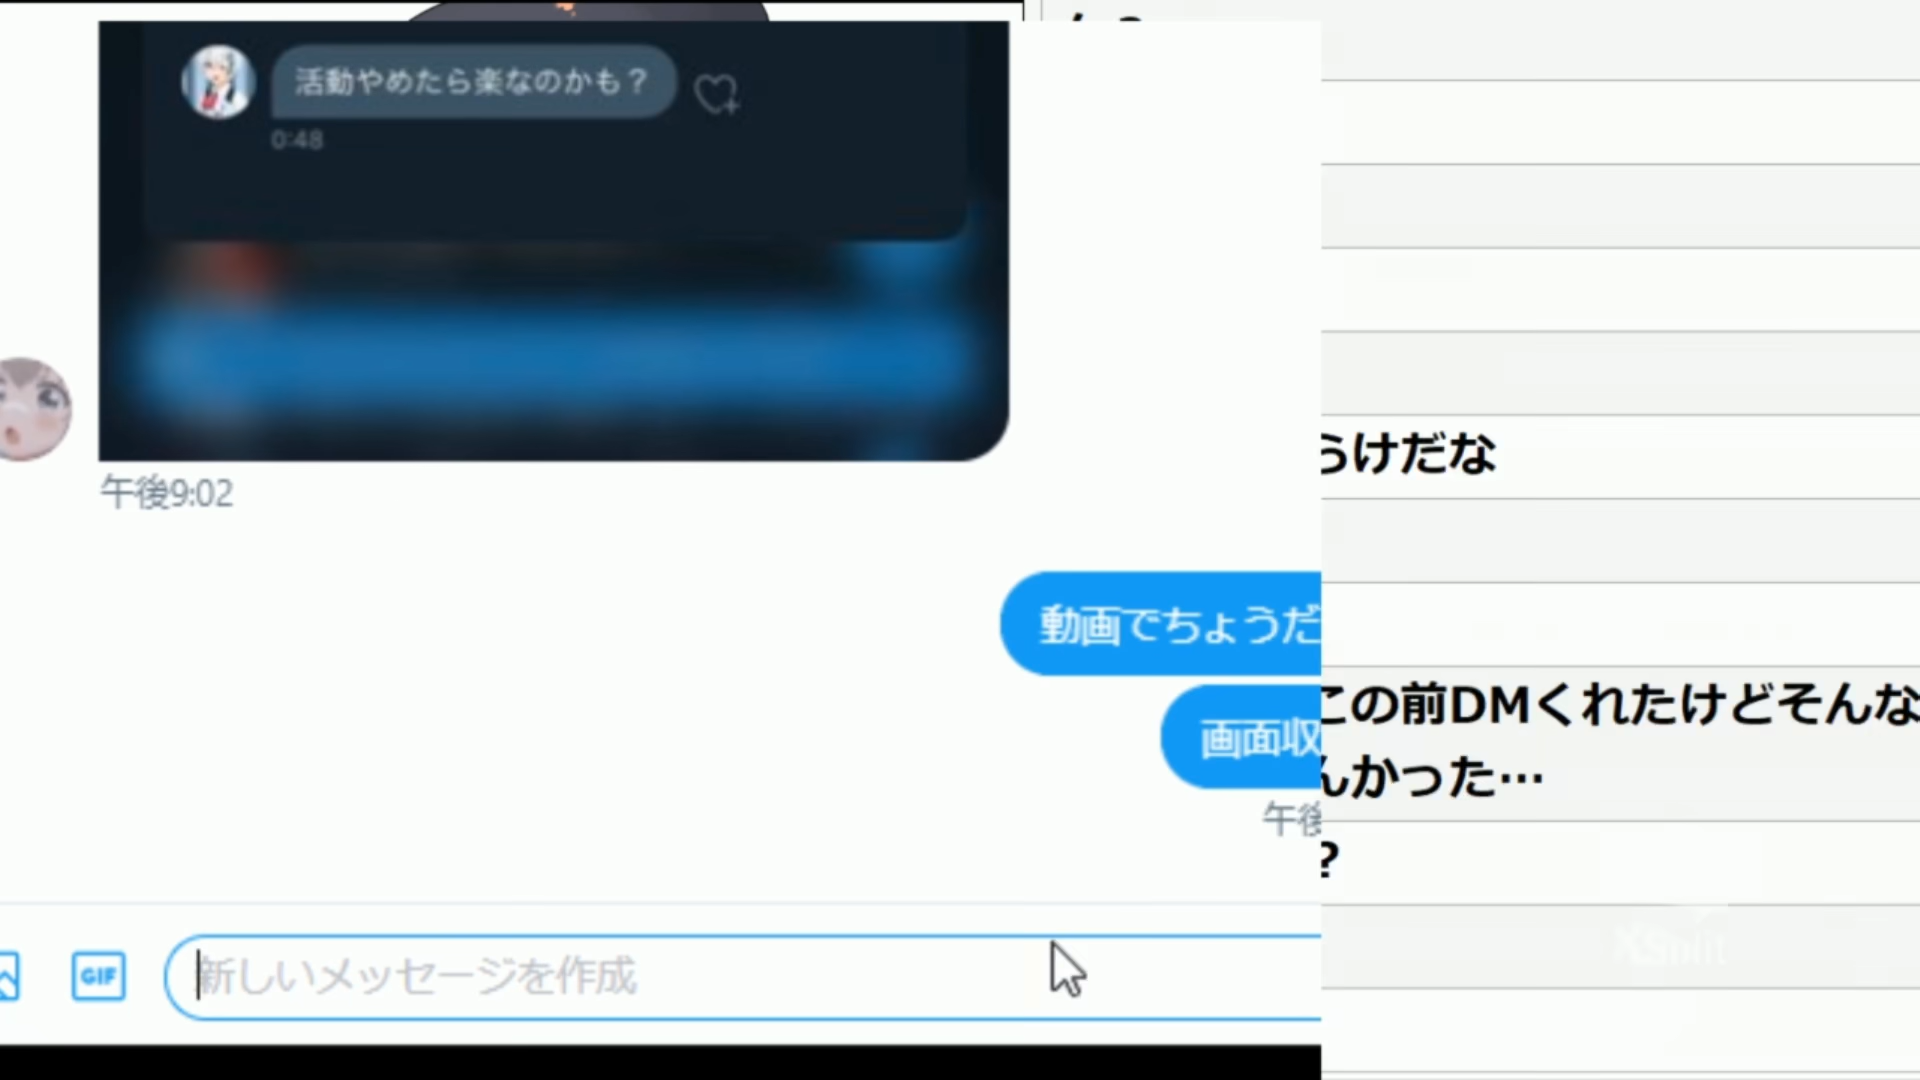 活動やめたら楽なのかも？
0:48
午後9:02
動画でちょうだ
画面収
午後
GIF
新しいメッセージを作成
らけだな
この前DMくれたけどそんな
んかった…
?
XSplit